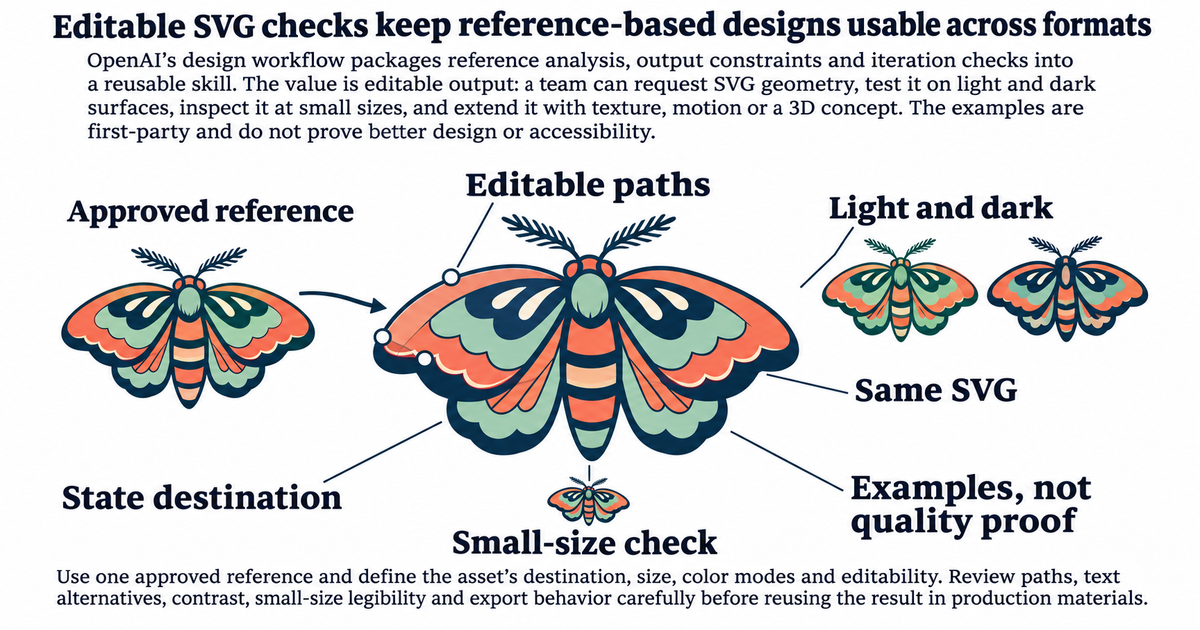 Editable SVG checks keep reference-based designs usable across formats
OpenAI’s design workflow packages reference analysis, output constraints and iteration checks into
a reusable skill. The value is editable output: a team can request SVG geometry, test it on light and dark
surfaces, inspect it at small sizes, and extend it with texture, motion or a 3D concept. The examples are
first-party and do not prove better design or accessibility.
Approved reference
Editable paths
Light and dark
Same SVG
State destination
Examples, not
quality proof
Small-size check
Use one approved reference and define the asset’s destination, size, color modes and editability. Review paths, text
alternatives, contrast, small-size legibility and export behavior carefully before reusing the result in production materials.